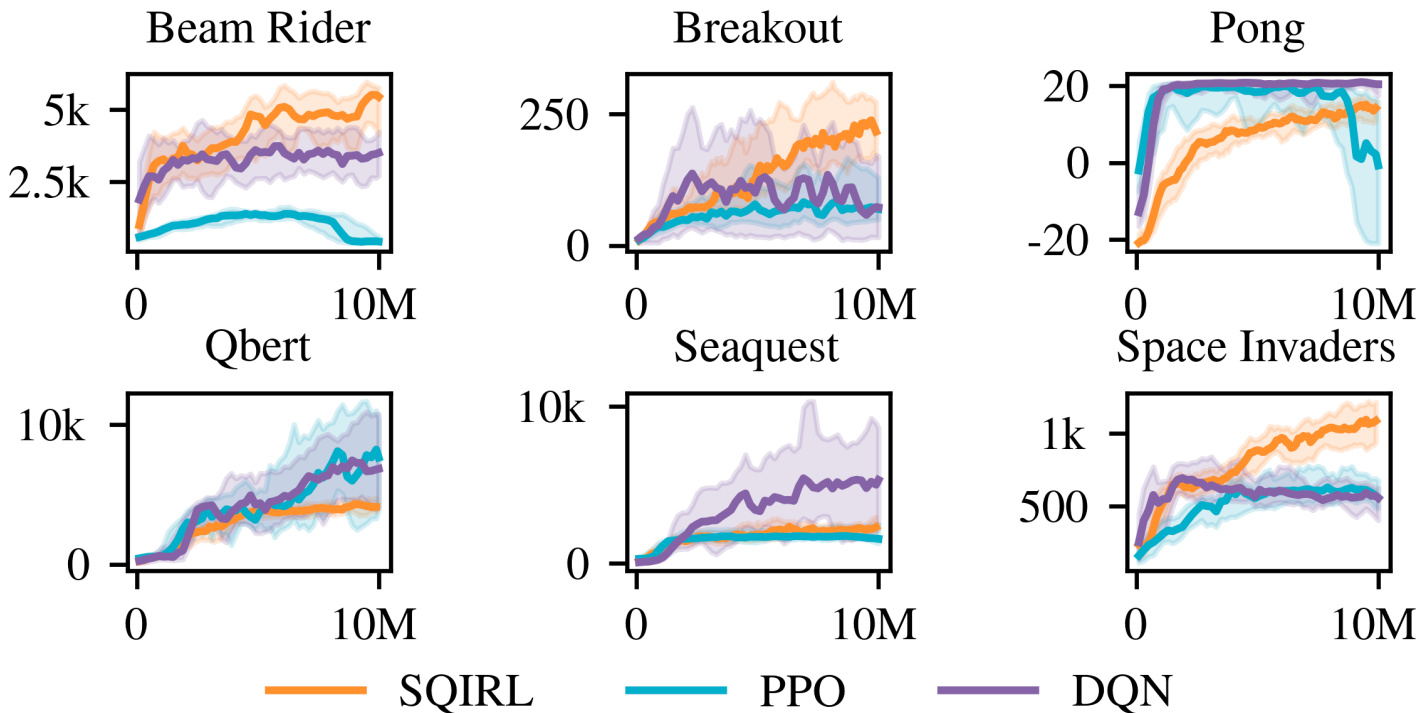 Beam Rider
5k
2.5k
0
10M
Breakout
250
0
0
10M
Pong
20
0
-20
0
10M
Qbert
10k
0
0
10M
Seaquest
10k
0
0
10M
Space Invaders
1k
500
0
10M
SQIRL
PPO
DQN